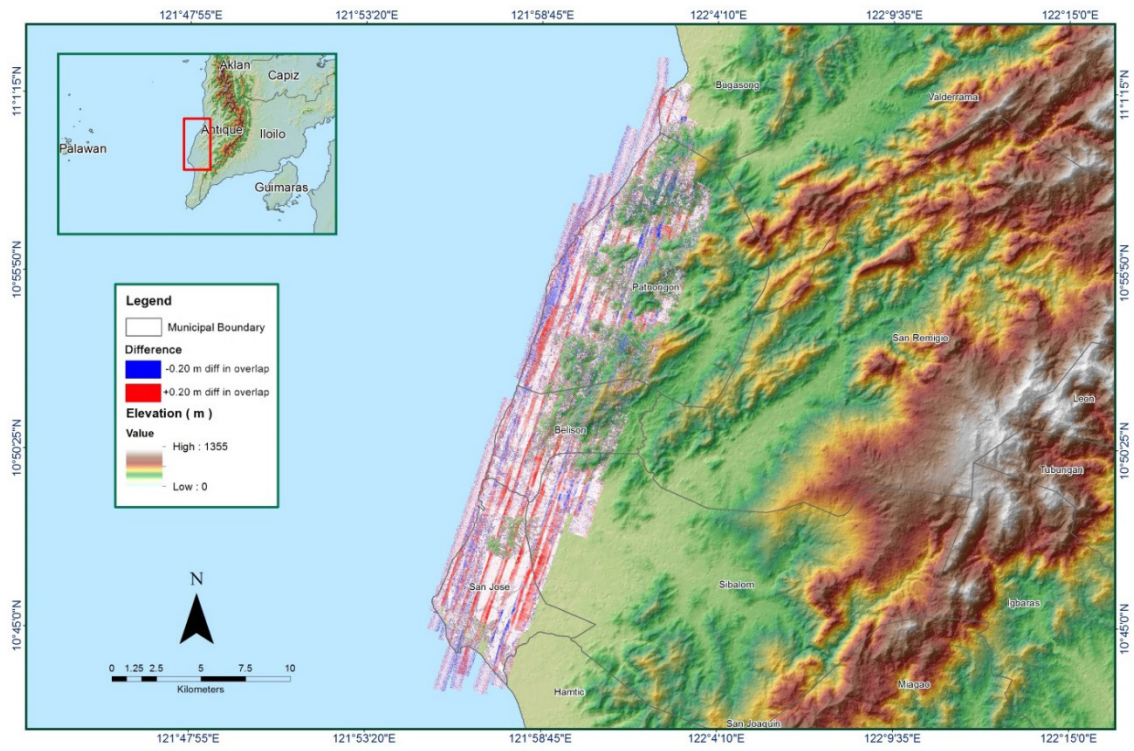 121°47'55"E
121°53'20"E
121°58'45"E
122°4'10"E
122°9'35"E
122°15'0"E
11°1'15"N
11°1'15"N
Aklan
Capiz
Antique
Iloilo
Palawan
Guimaras
Bugasong
Valderrama
10°55'50"N
10°55'50"N
Patnongon
San Remigio
Leon
Legend
Municipal Boundary
Difference
-0.20 m diff in overlap
+0.20 m diff in overlap
Elevation ( m )
Value
High : 1355
Low : 0
10°50'25"N
10°50'25"N
Belison
Tubungan
San Jose
Sibalom
Igbaras
10°45'0"N
10°45'0"N
N
0 1.25 2.5 5 7.5 10
Kilometers
Hamtic
Miagao
San Joaquin
121°47'55"E
121°53'20"E
121°58'45"E
122°4'10"E
122°9'35"E
122°15'0"E